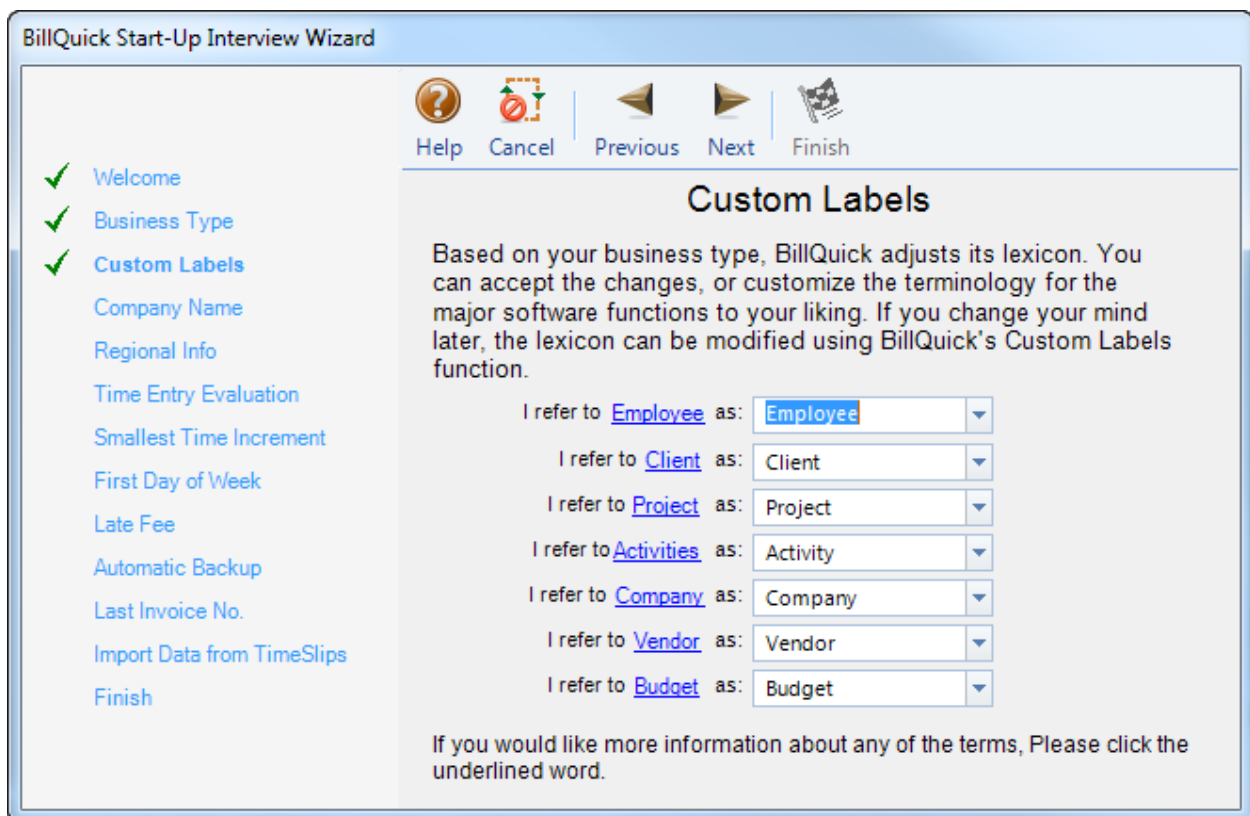 BillQuick Start-Up Interview Wizard
Help Cancel Previous Next Finish
Welcome
Business Type
Custom Labels
Company Name
Regional Info
Time Entry Evaluation
Smallest Time Increment
First Day of Week
Late Fee
Automatic Backup
Last Invoice No.
Import Data from TimeSlips
Finish
Custom Labels
Based on your business type, BillQuick adjusts its lexicon. You
can accept the changes, or customize the terminology for the
major software functions to your liking. If you change your mind
later, the lexicon can be modified using BillQuick's Custom Labels
function.
I refer to Employee as: Employee
I refer to Client as: Client
I refer to Project as: Project
I refer to Activities as: Activity
I refer to Company as: Company
I refer to Vendor as: Vendor
I refer to Budget as: Budget
If you would like more information about any of the terms, Please click the
underlined word.